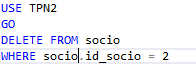 USE TPN2
GO
DELETE FROM socio
WHERE socio.id_socio = 2